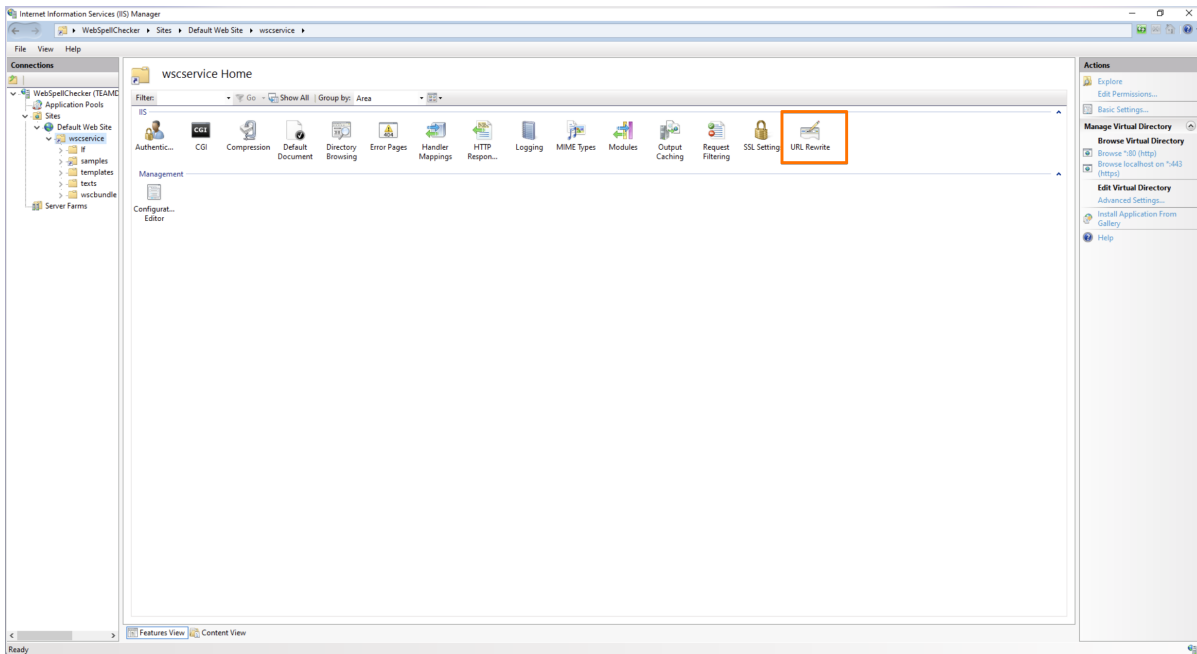 Internet Information Services (IIS) Manager
WebSpellChecker Sites Default Web Site wscservice
File View Help
Connections
WebSpellChecker (TEAMD
Application Pools
Sites
Default Web Site
wscservice
lf
samples
templates
texts
wscbundle
Server Farms
wscservice Home
Filter: Go Show All Group by: Area
IIS
Authentic... CGI Compression Default Document Directory Browsing Error Pages Handler Mappings HTTP Respon... Logging MIME Types Modules Output Caching Request Filtering SSL Setting URL Rewrite
Management
Configurat...
Editor
Features View Content View
Ready
Actions
Explore
Edit Permissions...
Basic Settings...
Manage Virtual Directory
Browse Virtual Directory
Browse *:80 (http)
Browse localhost on *:443
(https)
Edit Virtual Directory
Advanced Settings...
Install Application From
Gallery
Help